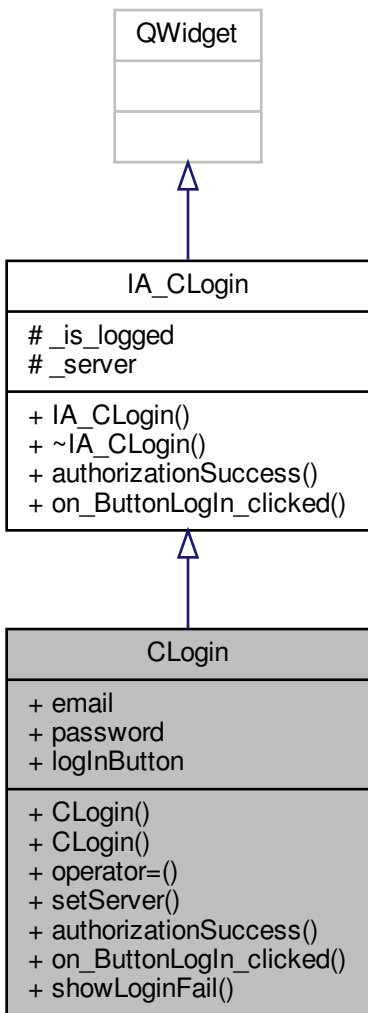 QWidget
IA_CLogin
# _is_logged
# _server
+ IA_CLogin()
+ ~IA_CLogin()
+ authorizationSuccess()
+ on_ButtonLogIn_clicked()
CLogin
+ email
+ password
+ logInButton
+ CLogin()
+ CLogin()
+ operator=()
+ setServer()
+ authorizationSuccess()
+ on_ButtonLogIn_clicked()
+ showLoginFail()